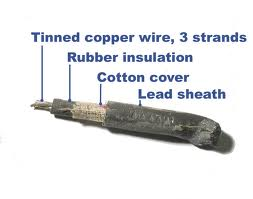 Tinned copper wire, 3 strands
Rubber insulation
Cotton cover
Lead sheath